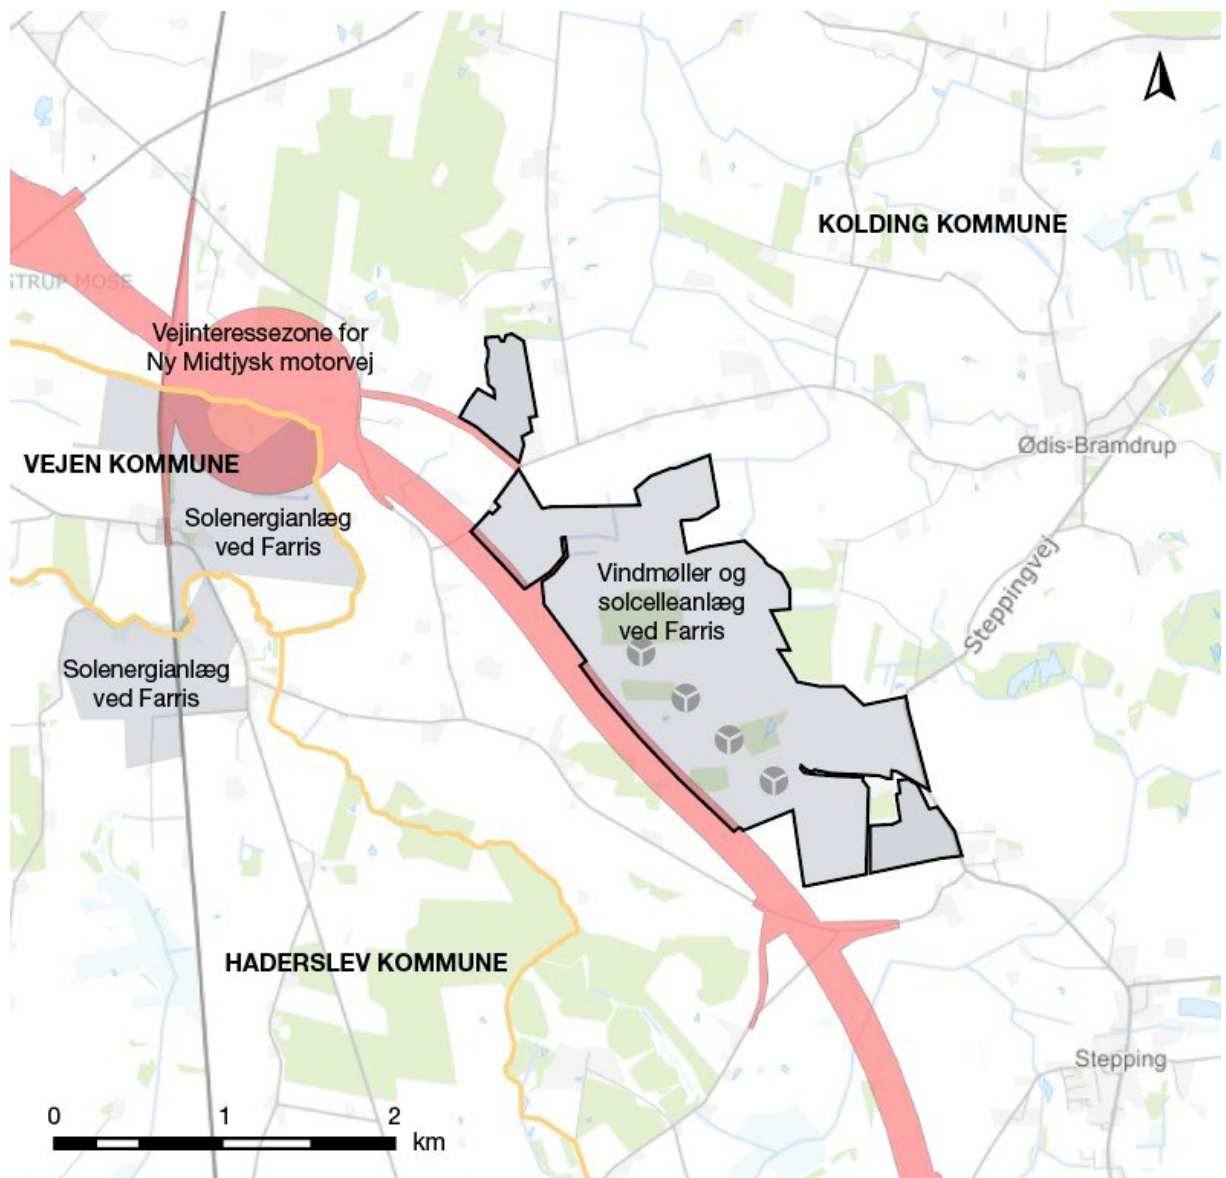 KOLDING KOMMUNE
STRUP MOSE
Vejinteressezone for
Ny Midtjysk motorvej
Ødis-Bramdrup
VEJEN KOMMUNE
Solenergianlæg
ved Farris
Vindmøller og
solcelleanlæg
ved Farris
Steppingvej
Solenergianlæg
ved Farris
HADERSLEV KOMMUNE
Stepping
0 1 2
km